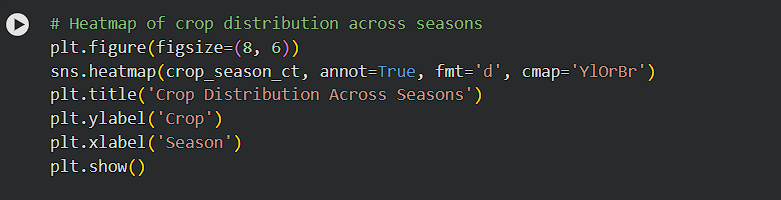 # Heatmap of crop distribution across seasons
plt.figure(figsize=(8, 6))
sns.heatmap(crop_season_ct, annot=True, fmt='d', cmap='YlOrBr')
plt.title('Crop Distribution Across Seasons')
plt.ylabel('Crop')
plt.xlabel('Season')
plt.show()